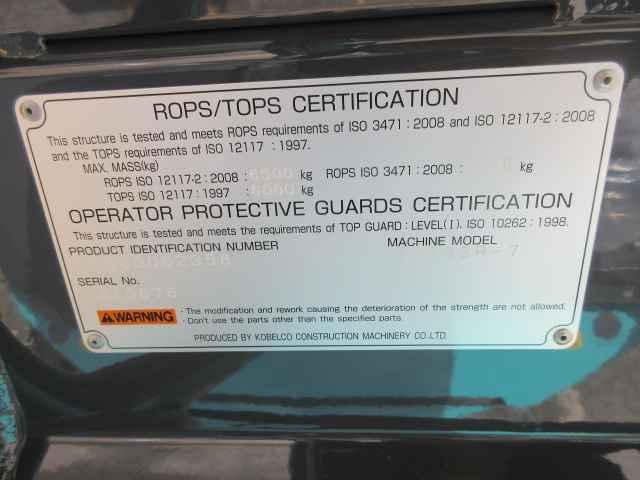 ROPS/TOPS CERTIFICATION
This structure is tested and meets ROPS requirements of ISO 3471 : 2008 and ISO 12117-2 : 2008
and the TOPS requirements of ISO 12117 : 1997.
MAX. MASS(kg)
ROPS ISO 12117-2 : 2008 : kg ROPS ISO 3471 : 2008 : kg
TOPS ISO 12117 : 1997 : kg
OPERATOR PROTECTIVE GUARDS CERTIFICATION
This structure is tested and meets the requirements of TOP GUARD : LEVEL(I). ISO 10262 : 1998.
PRODUCT IDENTIFICATION NUMBER MACHINE MODEL
SERIAL No.
WARNING
- The modification and rework causing the deterioration of the strength are not allowed.
- Don't use the parts other than the specified parts.
PRODUCED BY KOBELCO CONSTRUCTION MACHINERY CO.,LTD.